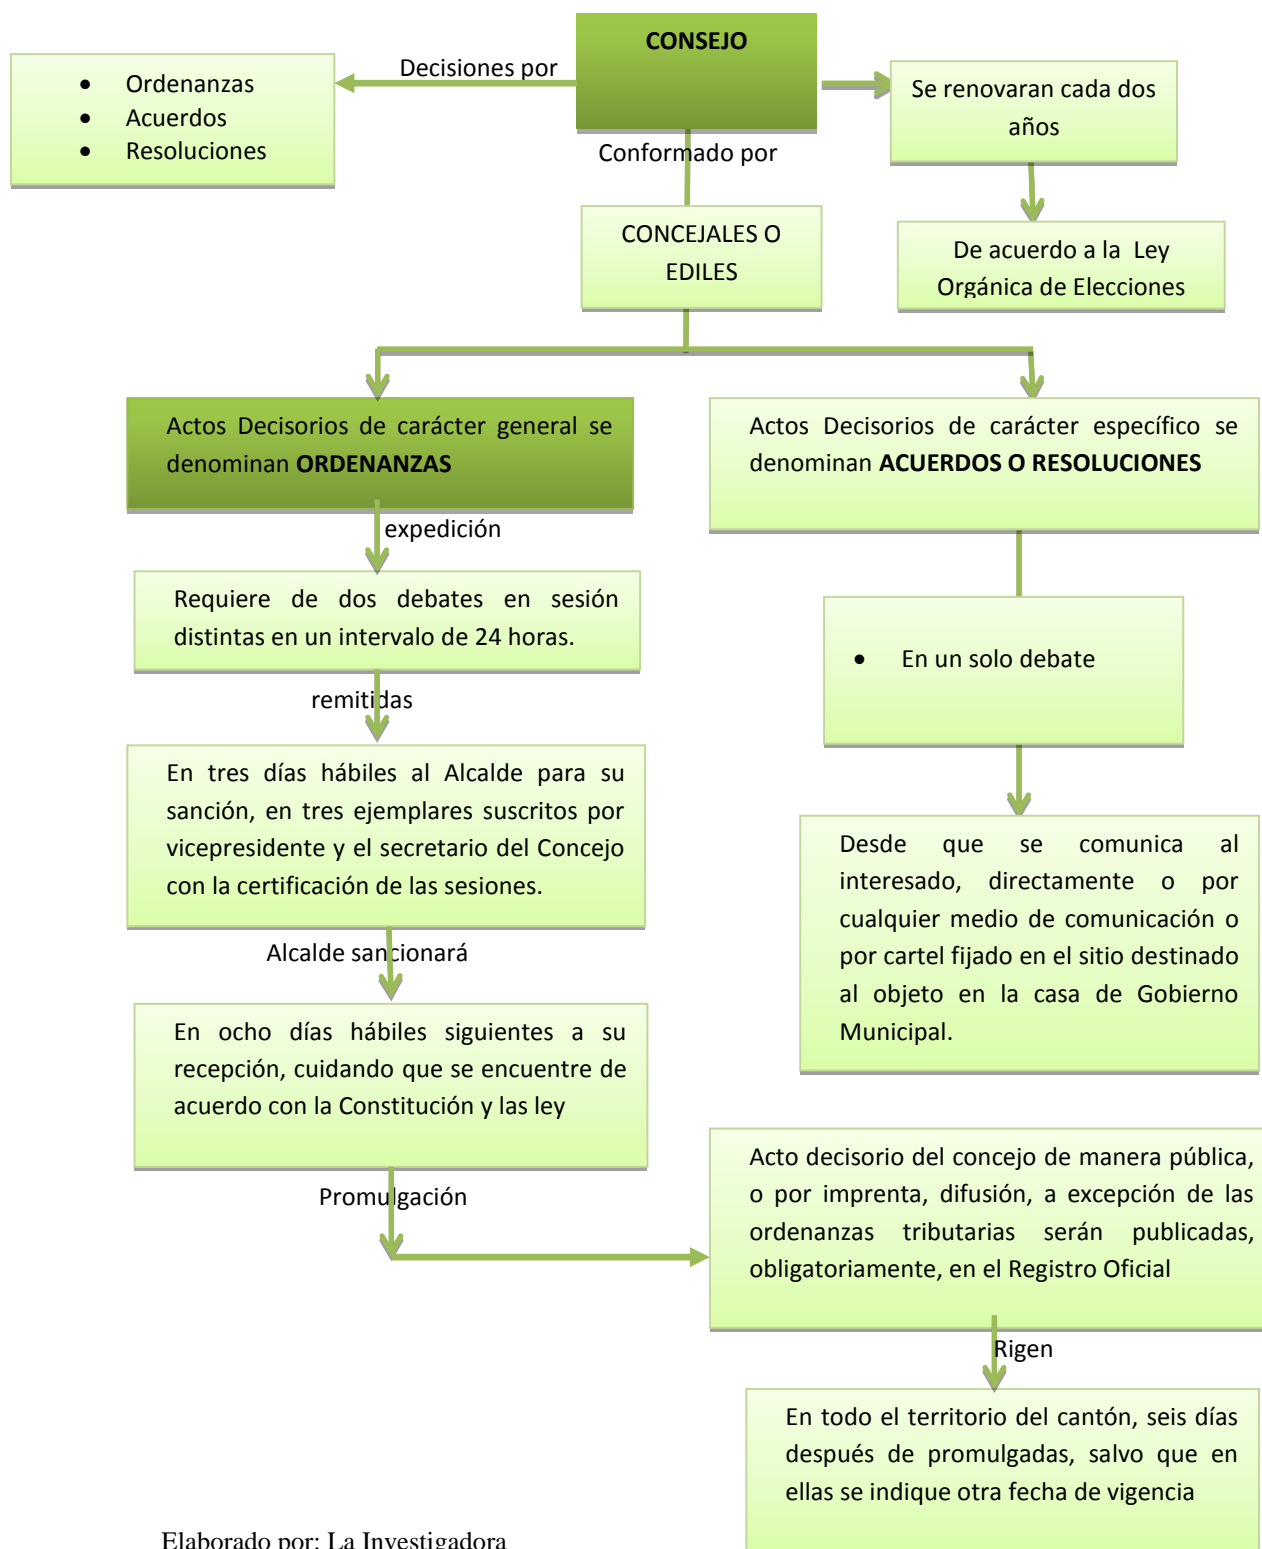 CONSEJO
Decisiones por
• Ordenanzas
• Acuerdos
• Resoluciones
Se renovaran cada dos
años
Conformado por
CONCEJALES O
EDILES
De acuerdo a la Ley
Orgánica de Elecciones
Actos Decisorios de carácter general se
denominan ORDENANZAS
Actos Decisorios de carácter específico se
denominan ACUERDOS O RESOLUCIONES
expedición
Requiere de dos debates en sesión
distintas en un intervalo de 24 horas.
• En un solo debate
remitidas
En tres días hábiles al Alcalde para su
sanción, en tres ejemplares suscritos por
vicepresidente y el secretario del Concejo
con la certificación de las sesiones.
Desde que se comunica al
interesado, directamente o por
cualquier medio de comunicación o
por cartel fijado en el sitio destinado
al objeto en la casa de Gobierno
Municipal.
Alcalde sancionará
En ocho días hábiles siguientes a su
recepción, cuidando que se encuentre de
acuerdo con la Constitución y las ley
Promulgación
Acto decisorio del concejo de manera pública,
o por imprenta, difusión, a excepción de las
ordenanzas tributarias serán publicadas,
obligatoriamente, en el Registro Oficial
Rigen
En todo el territorio del cantón, seis días
después de promulgadas, salvo que en
ellas se indique otra fecha de vigencia
Elaborado por: La Investigadora